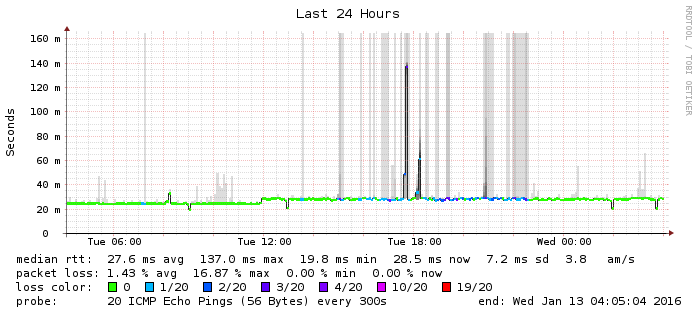 Last 24 Hours
RRDTOOL / TOBI OETIKER
Seconds
160 m
140 m
120 m
100 m
80 m
60 m
40 m
20 m
0
Tue 06:00 Tue 12:00 Tue 18:00 Wed 00:00
median rtt: 27.6 ms avg 137.0 ms max 19.8 ms min 28.5 ms now 7.2 ms sd 3.8 am/s
packet loss: 1.43 % avg 16.87 % max 0.00 % min 0.00 % now
loss color: 0 1/20 2/20 3/20 4/20 10/20 19/20
probe: 20 ICMP Echo Pings (56 Bytes) every 300s end: Wed Jan 13 04:05:04 2016